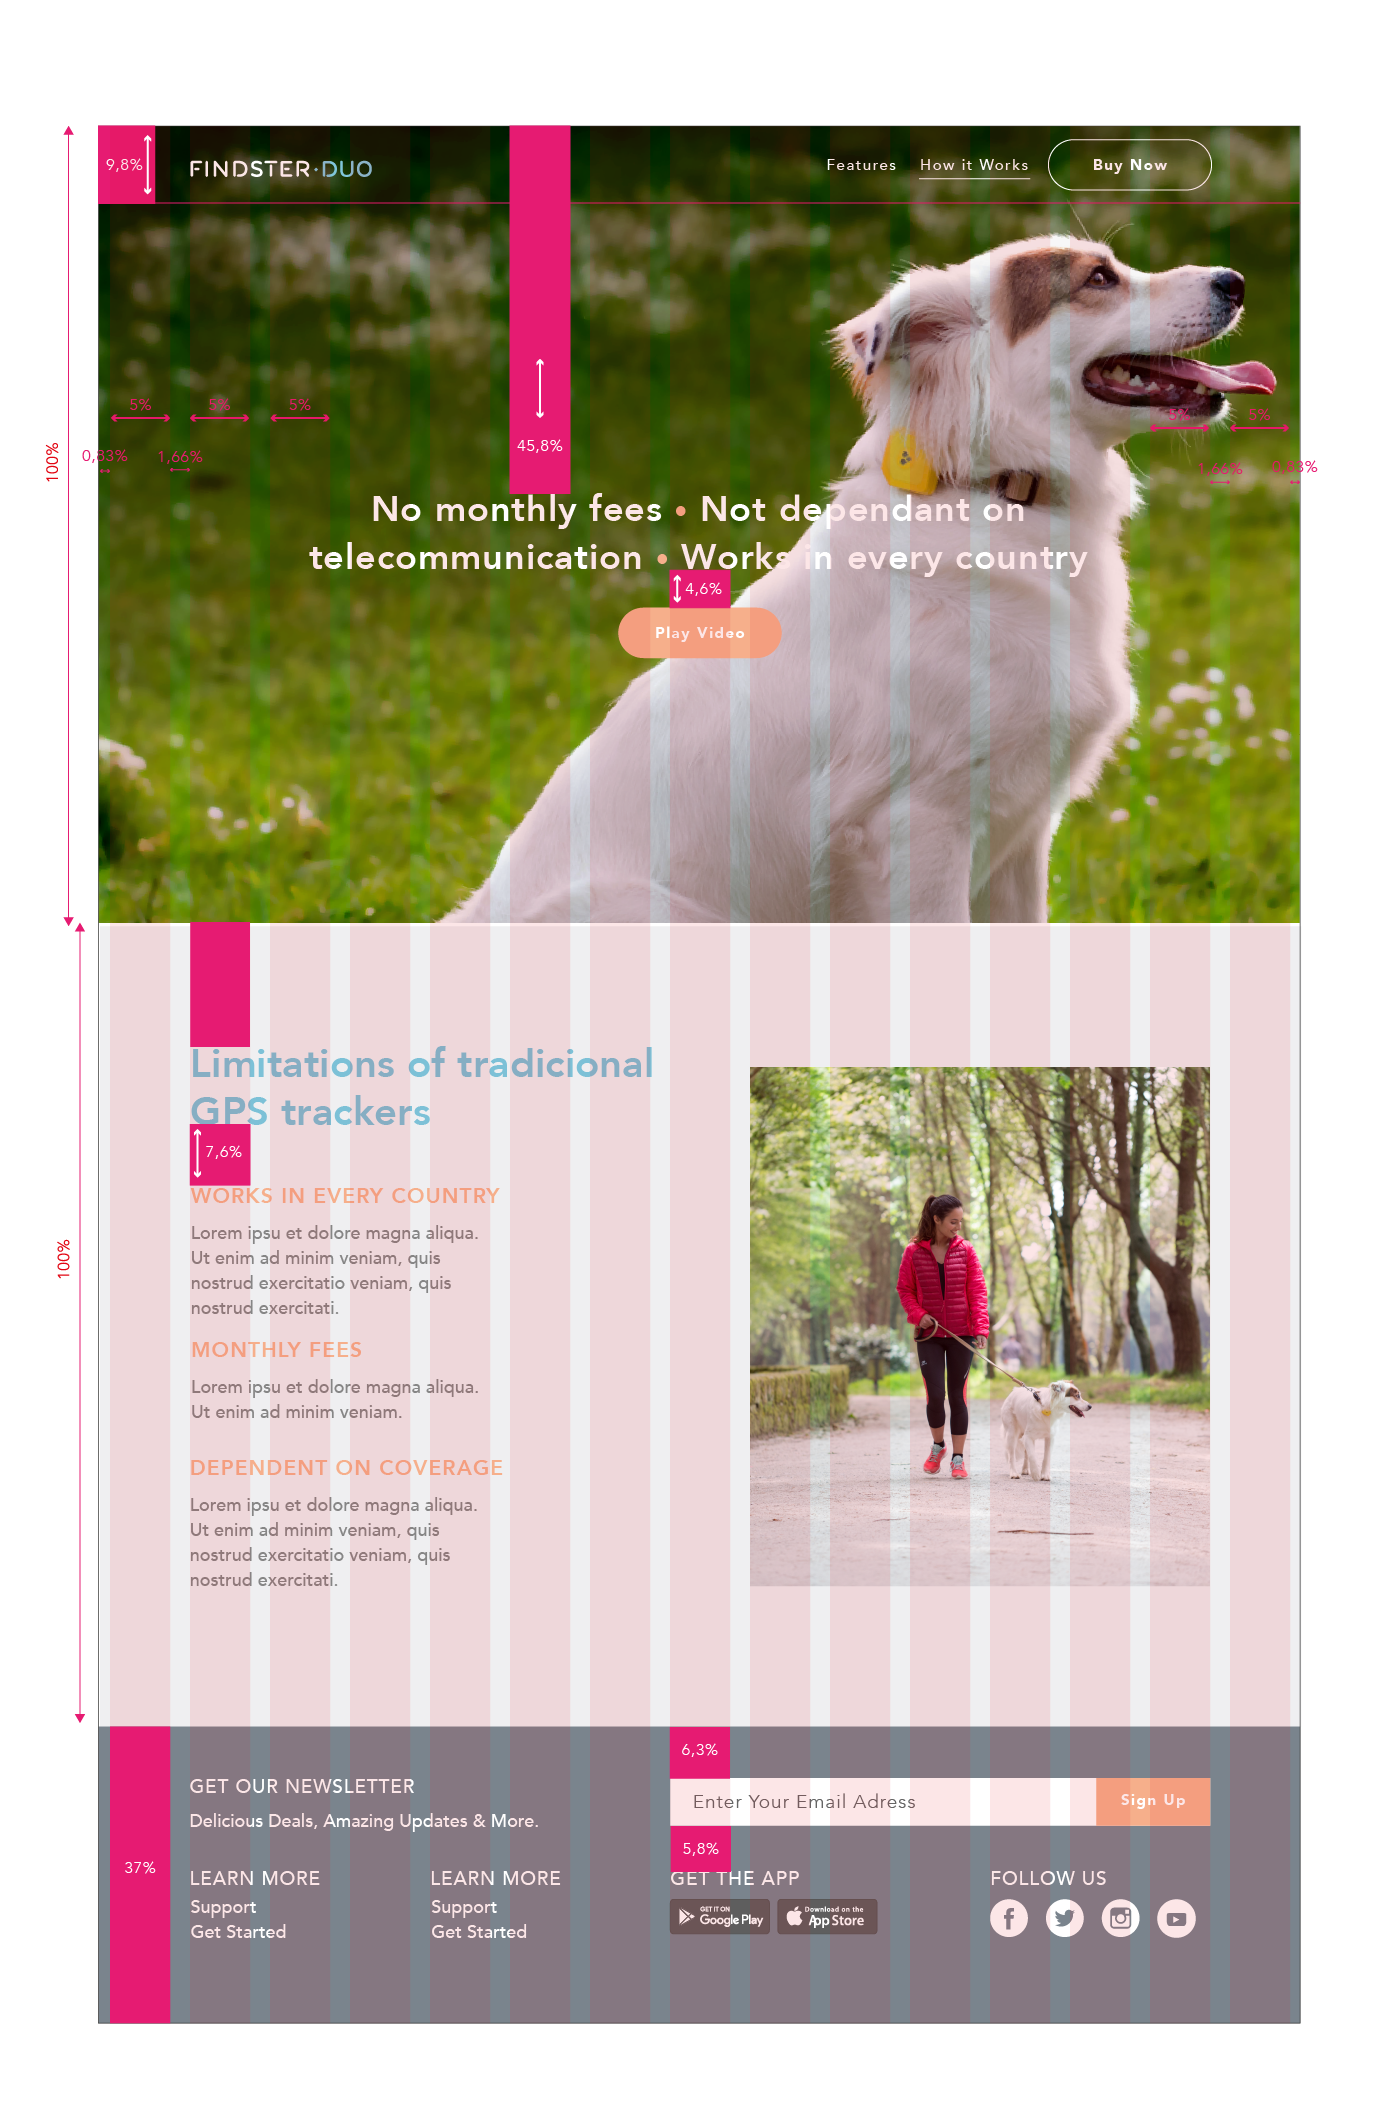 9,8%
FINDSTER·DUO
Features
How it Works
Buy Now
5%
5%
5%
5%
5%
45,8%
100%
0,83%
1,66%
1,66%
0,83%
No monthly fees • Not dependant on
telecommunication • Works in every country
4,6%
Play Video
Limitations of tradicional
GPS trackers
7,6%
WORKS IN EVERY COUNTRY
Lorem ipsu et dolore magna aliqua.
Ut enim ad minim veniam, quis
nostrud exercitatio veniam, quis
nostrud exercitati.
100%
MONTHLY FEES
Lorem ipsu et dolore magna aliqua.
Ut enim ad minim veniam.
DEPENDENT ON COVERAGE
Lorem ipsu et dolore magna aliqua.
Ut enim ad minim veniam, quis
nostrud exercitatio veniam, quis
nostrud exercitati.
6,3%
GET OUR NEWSLETTER
Delicious Deals, Amazing Updates & More.
Enter Your Email Adress
Sign Up
5,8%
37%
LEARN MORE
Support
Get Started
LEARN MORE
Support
Get Started
GET THE APP
GET IT ON
Google Play
Download on the
App Store
FOLLOW US